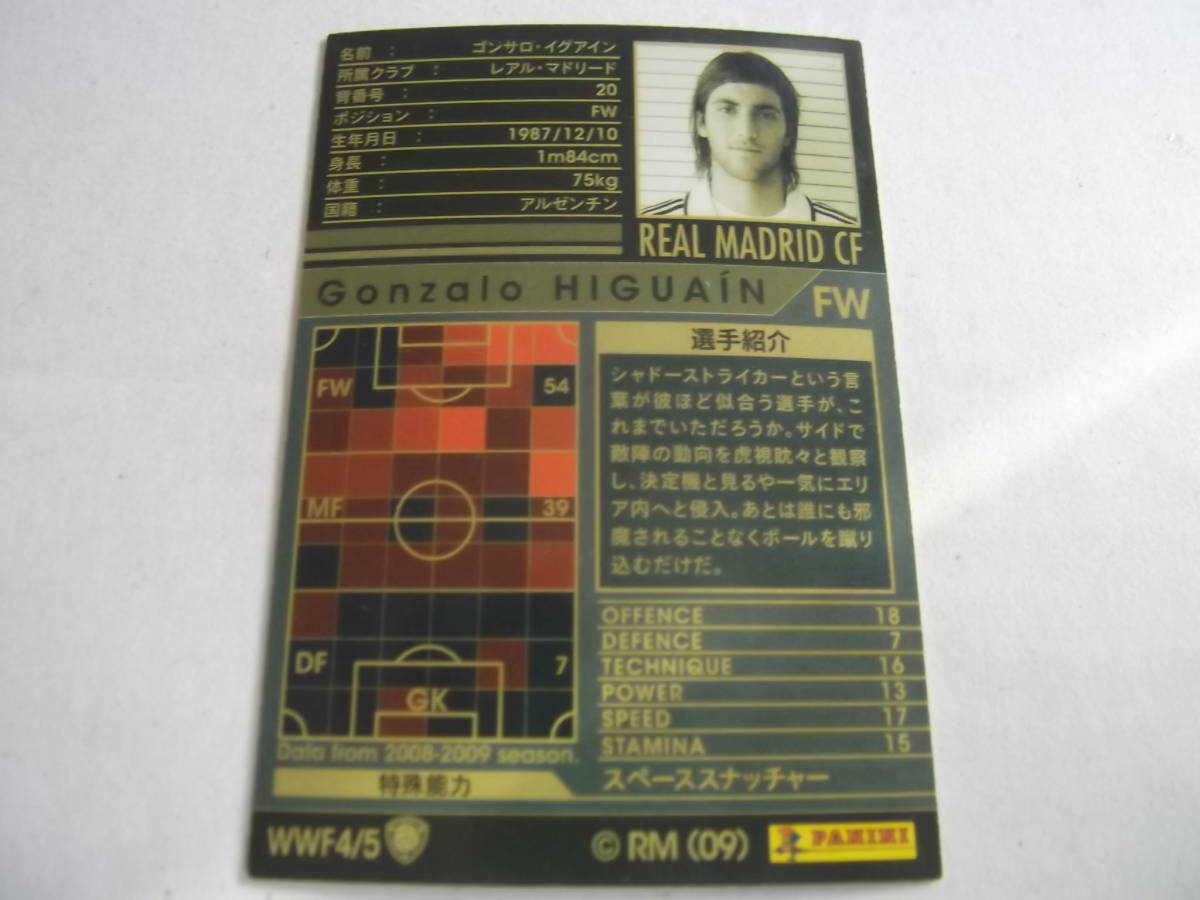 名前 : ゴンサロ・イグアイン
所属クラブ : レアル・マドリード
背番号 : 20
ポジション : FW
生年月日 : 1987/12/10
身長 : 1m84cm
体重 : 75kg
国籍 : アルゼンチン
REAL MADRID CF
Gonzalo HIGUAÍN
FW
FW 54
MF 39
DF 7
GK
Data from 2008-2009 season.
選手紹介
シャドーストライカーという言
葉が彼ほど似合う選手が、こ
れまでいただろうか。サイドで
敵陣の動向を虎視眈々と観察
し、決定機と見るや一気にエリ
ア内へと侵入。あとは誰にも邪
魔されることなくボールを蹴り
込むだけだ。
OFFENCE 18
DEFENCE 7
TECHNIQUE 16
POWER 13
SPEED 17
STAMINA 15
特殊能力
スペーススナッチャー
WWF4/5
© RM (09)
PANINI